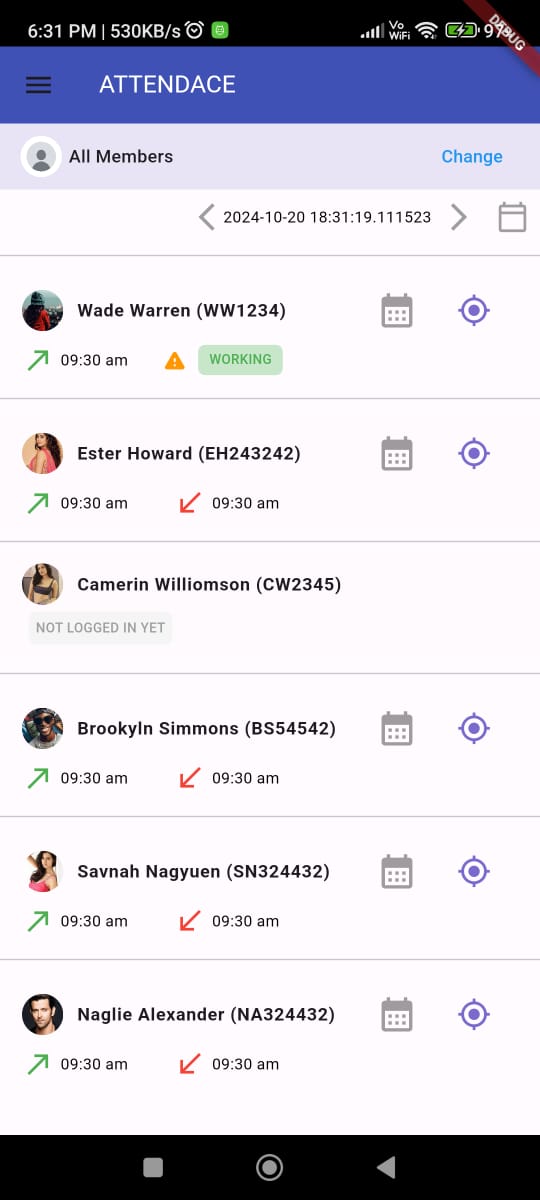 6:31 PM | 530KB/s
Vo
WiFi
DEBUG
ATTENDACE
All Members
Change
2024-10-20 18:31:19.111523
Wade Warren (WW1234)
09:30 am
WORKING
Ester Howard (EH243242)
09:30 am
09:30 am
Camerin Williomson (CW2345)
NOT LOGGED IN YET
Brookyln Simmons (BS54542)
09:30 am
09:30 am
Savnah Nagyuen (SN324432)
09:30 am
09:30 am
Naglie Alexander (NA324432)
09:30 am
09:30 am